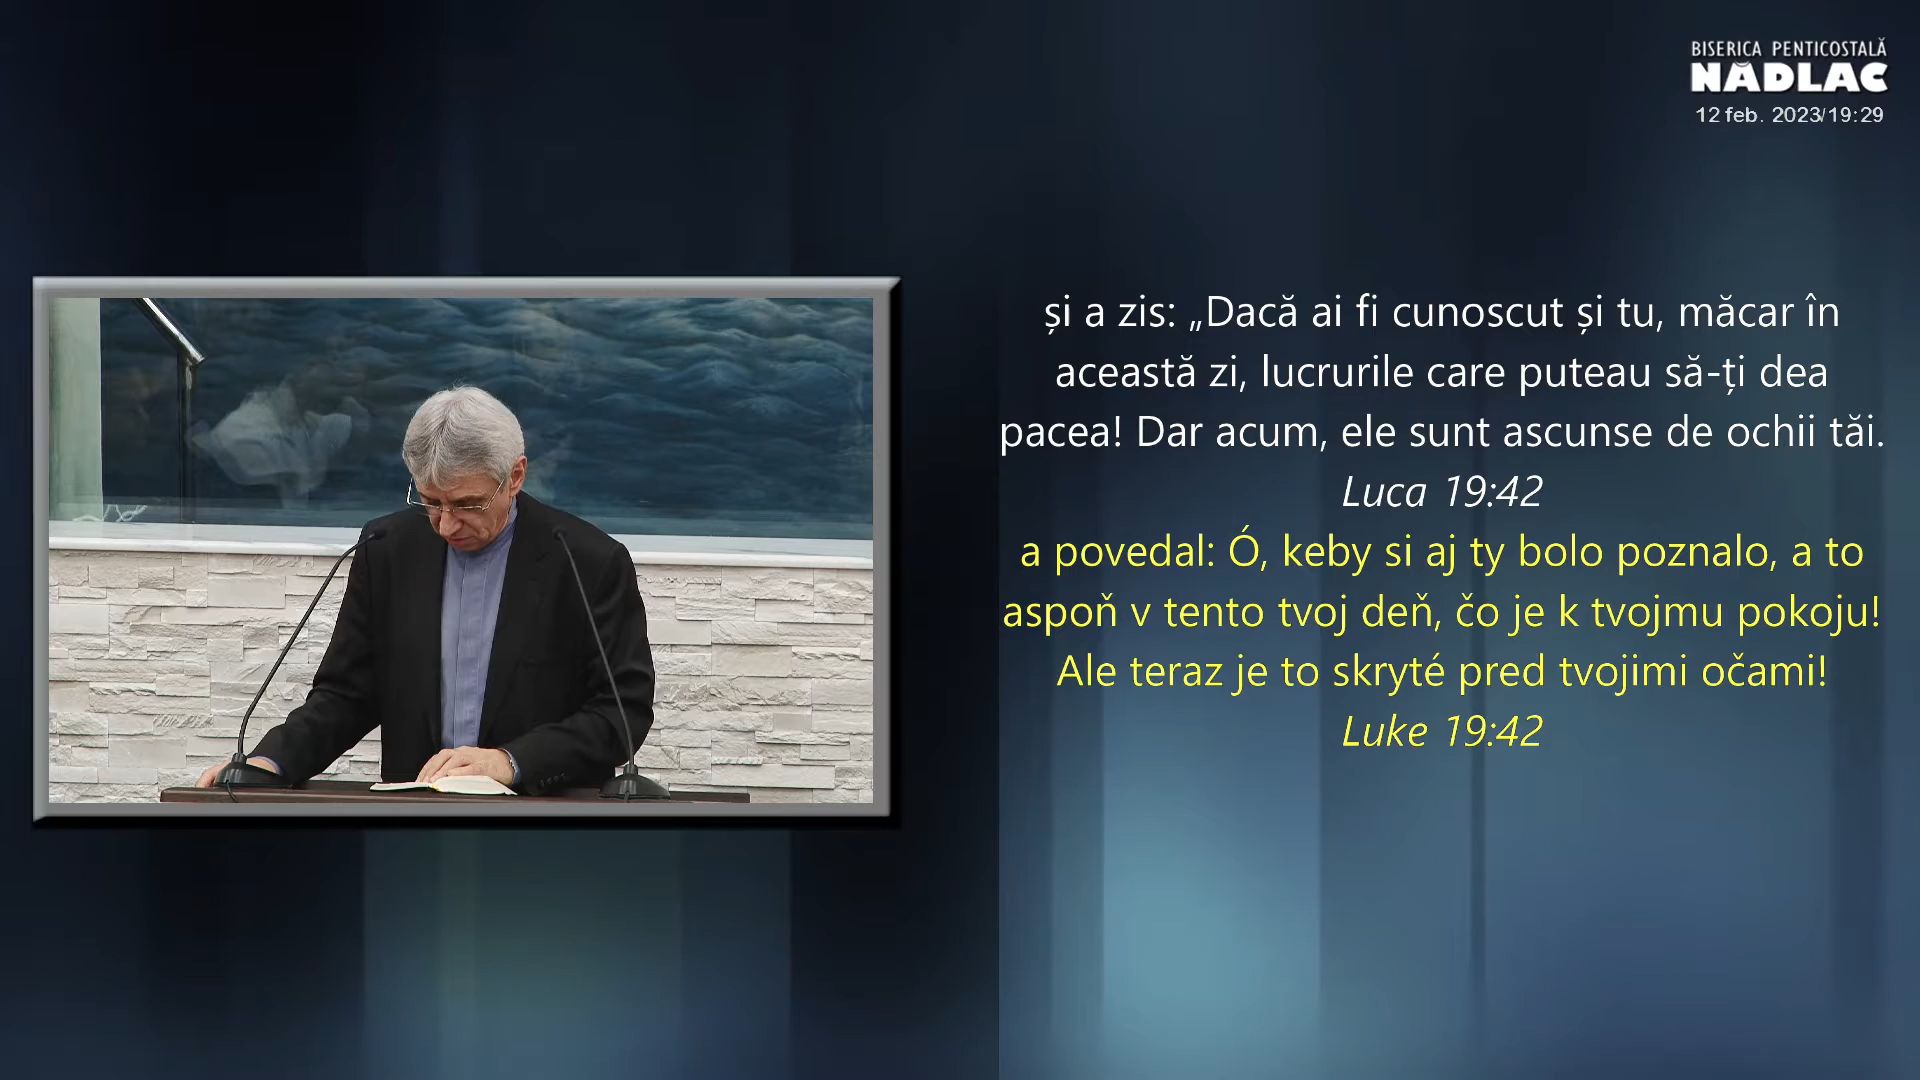 BISERICA PENTICOSTALĂ
NĂDLAC
12 feb. 2023/19:29
și a zis: „Dacă ai fi cunoscut și tu, măcar în
această zi, lucrurile care puteau să-ți dea
pacea! Dar acum, ele sunt ascunse de ochii tăi.
Luca 19:42
a povedal: Ó, keby si aj ty bolo poznalo, a to
aspoň v tento tvoj deň, čo je k tvojmu pokoju!
Ale teraz je to skryté pred tvojimi očami!
Luke 19:42